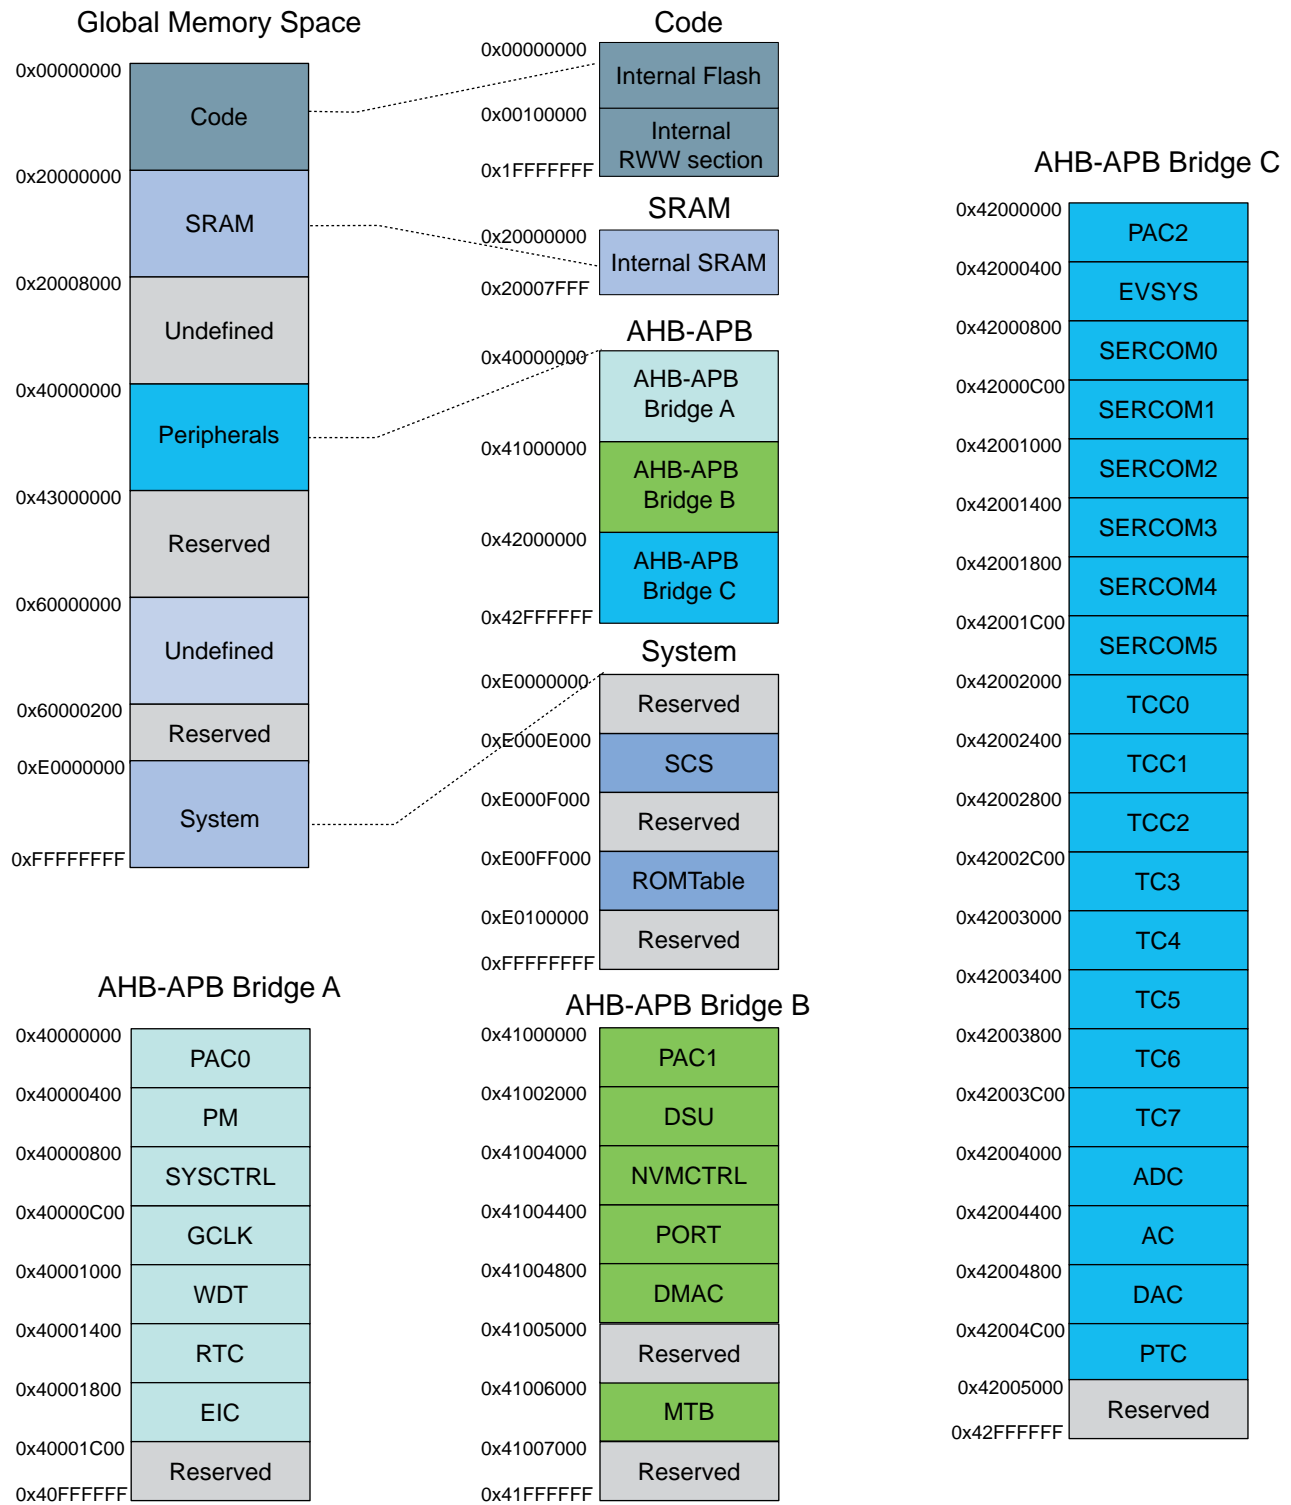 Global Memory Space
0x00000000
Code
0x20000000
SRAM
0x20008000
Undefined
0x40000000
Peripherals
0x43000000
Reserved
0x60000000
Undefined
0x60000200
Reserved
0xE0000000
System
0xFFFFFFFF
Code
0x00000000
Internal Flash
0x00100000
Internal
RWW section
0x1FFFFFFF
SRAM
0x20000000
Internal SRAM
0x20007FFF
AHB-APB
0x40000000
AHB-APB
Bridge A
0x41000000
AHB-APB
Bridge B
0x42000000
AHB-APB
Bridge C
0x42FFFFFF
System
0xE0000000
Reserved
0xE000E000
SCS
0xE000F000
Reserved
0xE00FF000
ROMTable
0xE0100000
Reserved
0xFFFFFFFF
AHB-APB Bridge A
0x40000000
PAC0
0x40000400
PM
0x40000800
SYSCTRL
0x40000C00
GCLK
0x40001000
WDT
0x40001400
RTC
0x40001800
EIC
0x40001C00
Reserved
0x40FFFFFF
AHB-APB Bridge B
0x41000000
PAC1
0x41002000
DSU
0x41004000
NVMCTRL
0x41004400
PORT
0x41004800
DMAC
0x41005000
Reserved
0x41006000
MTB
0x41007000
Reserved
0x41FFFFFF
AHB-APB Bridge C
0x42000000
PAC2
0x42000400
EVSYS
0x42000800
SERCOM0
0x42000C00
SERCOM1
0x42001000
SERCOM2
0x42001400
SERCOM3
0x42001800
SERCOM4
0x42001C00
SERCOM5
0x42002000
TCC0
0x42002400
TCC1
0x42002800
TCC2
0x42002C00
TC3
0x42003000
TC4
0x42003400
TC5
0x42003800
TC6
0x42003C00
TC7
0x42004000
ADC
0x42004400
AC
0x42004800
DAC
0x42004C00
PTC
0x42005000
Reserved
0x42FFFFFF